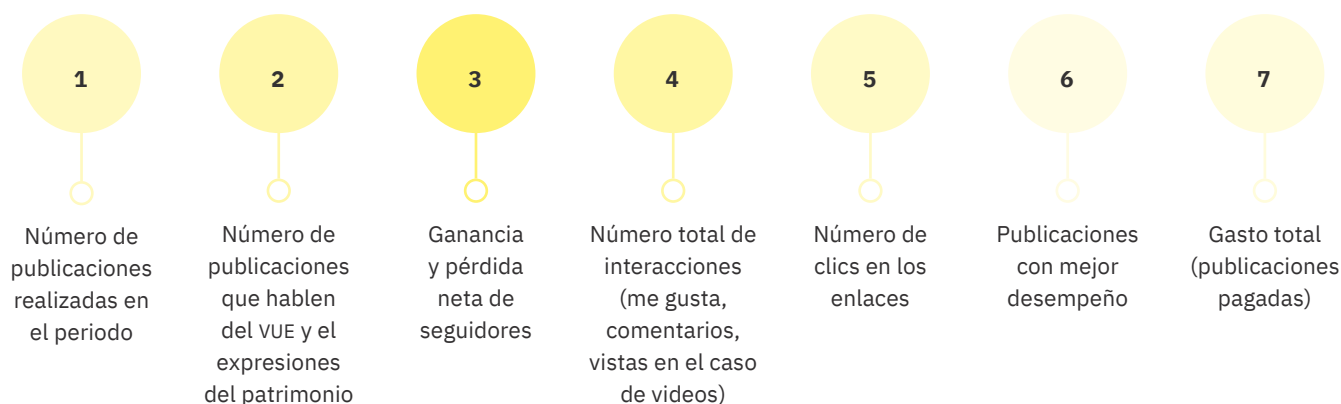 1
Número de
publicaciones
realizadas en
el periodo
2
Número de
publicaciones
que hablen
del VUE y el
expresiones
del patrimonio
3
Ganancia
y pérdida
neta de
seguidores
4
Número total de
interacciones
(me gusta,
comentarios,
vistas en el caso
de videos)
5
Número de
clics en los
enlaces
6
Publicaciones
con mejor
desempeño
7
Gasto total
(publicaciones
pagadas)